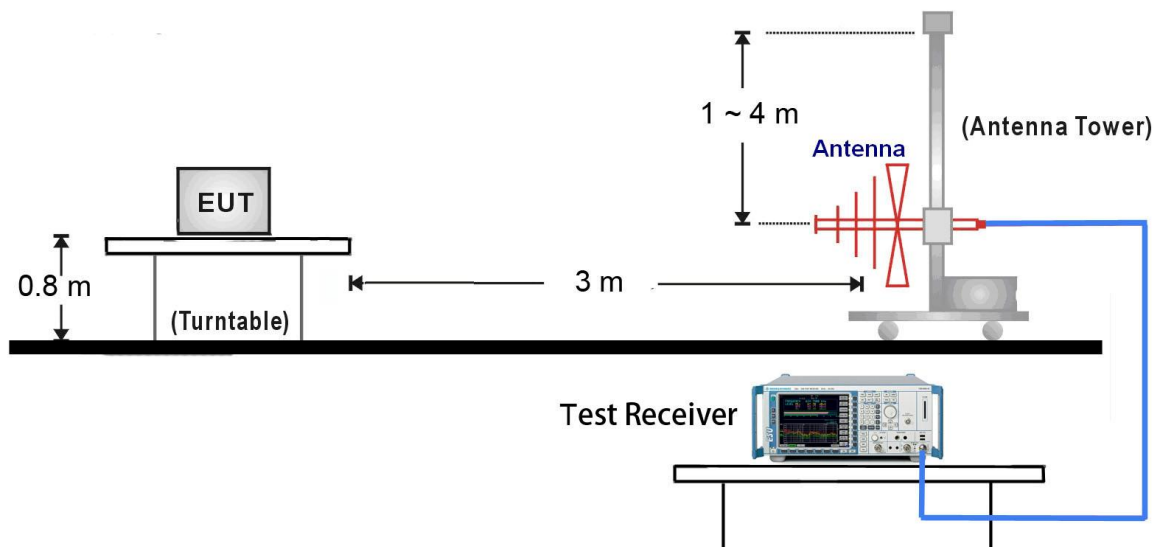 1 ~ 4 m
(Antenna Tower)
Antenna
EUT
0.8 m
3 m
(Turntable)
Test Receiver